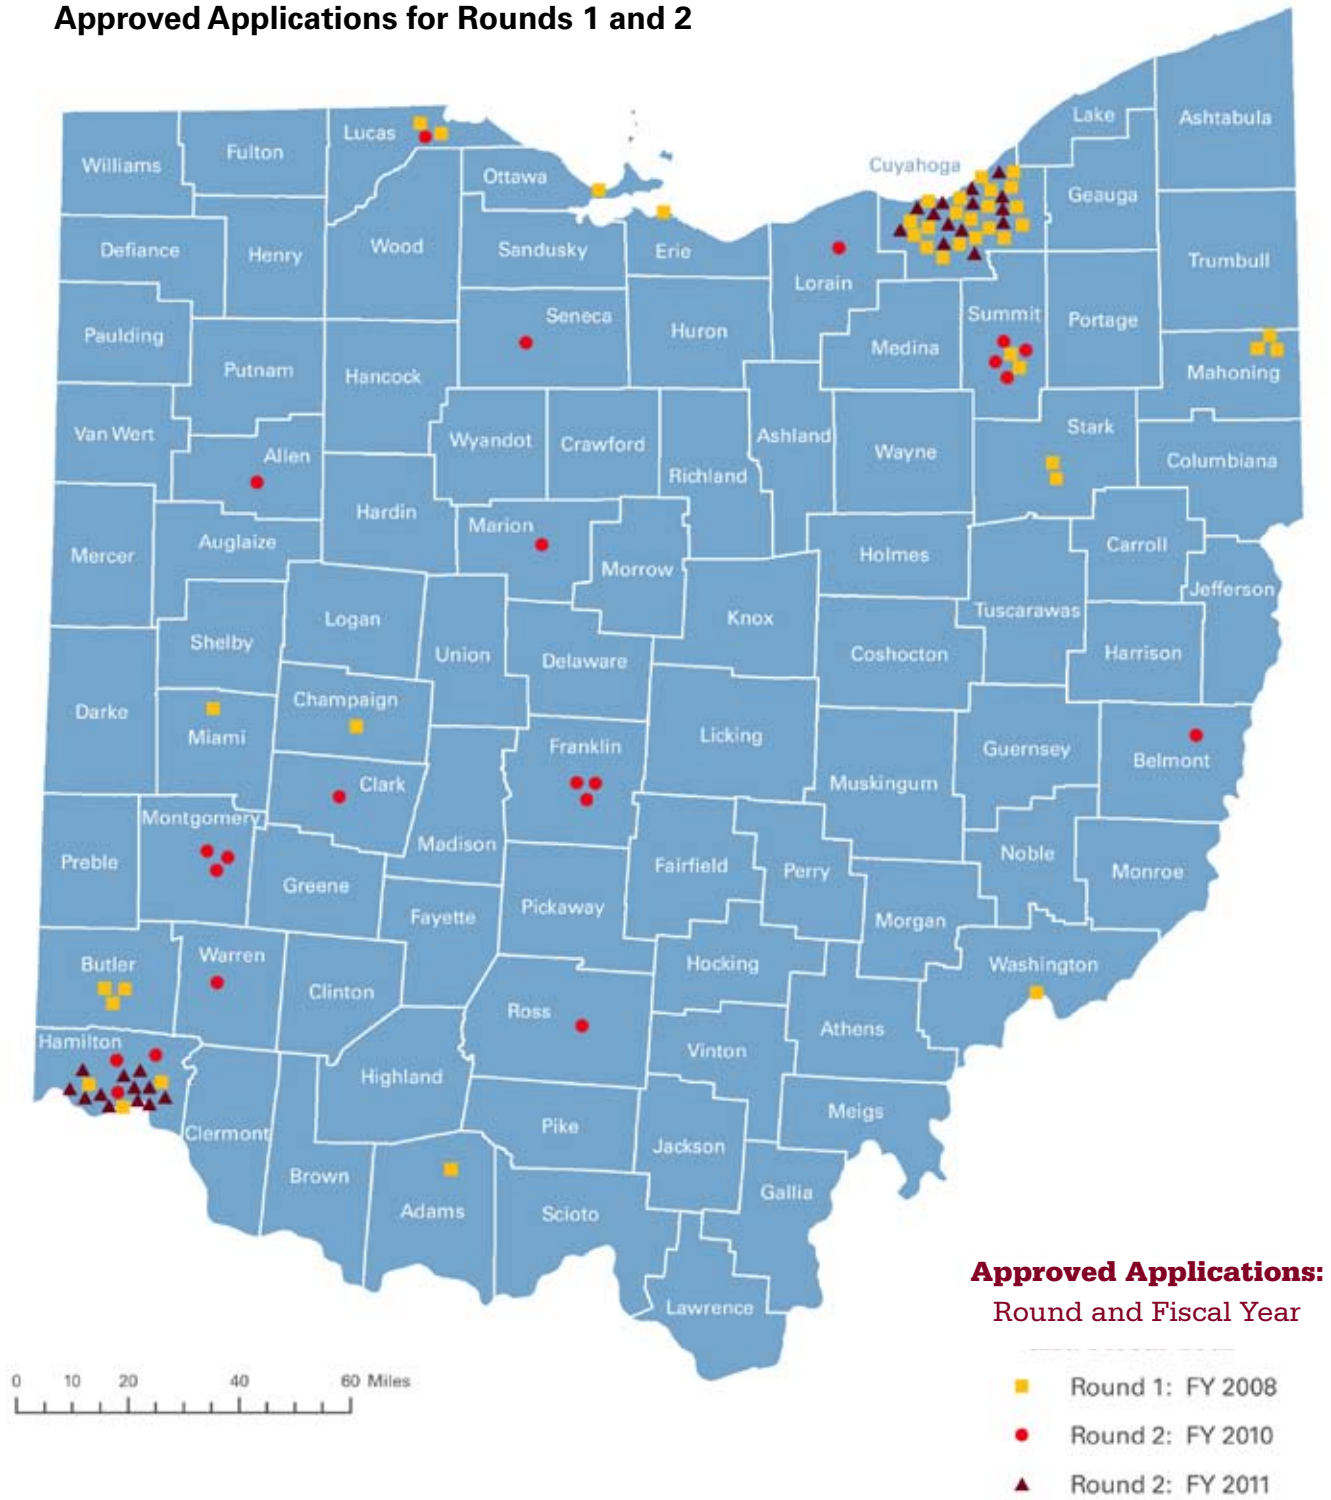 Approved Applications for Rounds 1 and 2
Lake
Ashtabula
Lucas
Fulton
Williams
Cuyahoga
Ottawa
Geauga
Wood
Defiance
Henry
Sandusky
Erie
Trumbull
Lorain
Seneca
Summit
Portage
Huron
Paulding
Medina
Putnam
Hancock
Mahoning
Van Wert
Wyandot
Crawford
Ashland
Stark
Wayne
Allen
Richland
Columbiana
Hardin
Marion
Auglaize
Mercer
Holmes
Carroll
Morrow
Jefferson
Logan
Knox
Tuscarawas
Shelby
Union
Delaware
Coshocton
Harrison
Champaign
Darke
Miami
Franklin
Licking
Guernsey
Belmont
Clark
Muskingum
Montgomery
Madison
Preble
Greene
Fairfield
Perry
Noble
Monroe
Fayette
Pickaway
Morgan
Butler
Warren
Hocking
Washington
Clinton
Ross
Athens
Hamilton
Vinton
Highland
Meigs
Clermont
Pike
Jackson
Brown
Adams
Scioto
Gallia
Lawrence
Approved Applications:
Round and Fiscal Year
0 10 20 40 60 Miles
Round 1: FY 2008
Round 2: FY 2010
Round 2: FY 2011